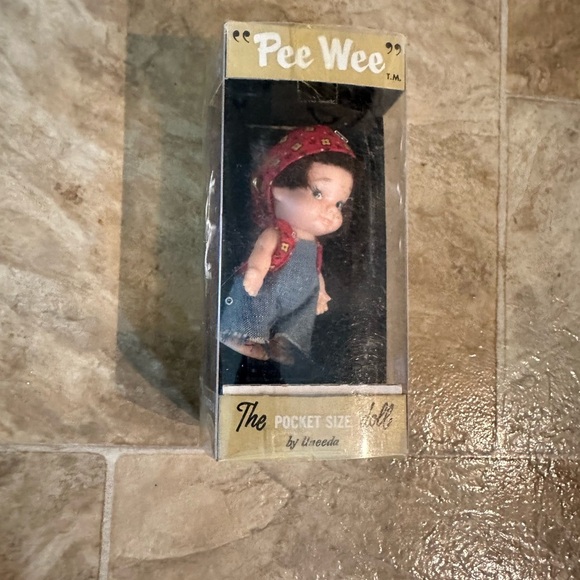 "Pee Wee"
T.M.
The POCKET SIZE doll
by Uneeda